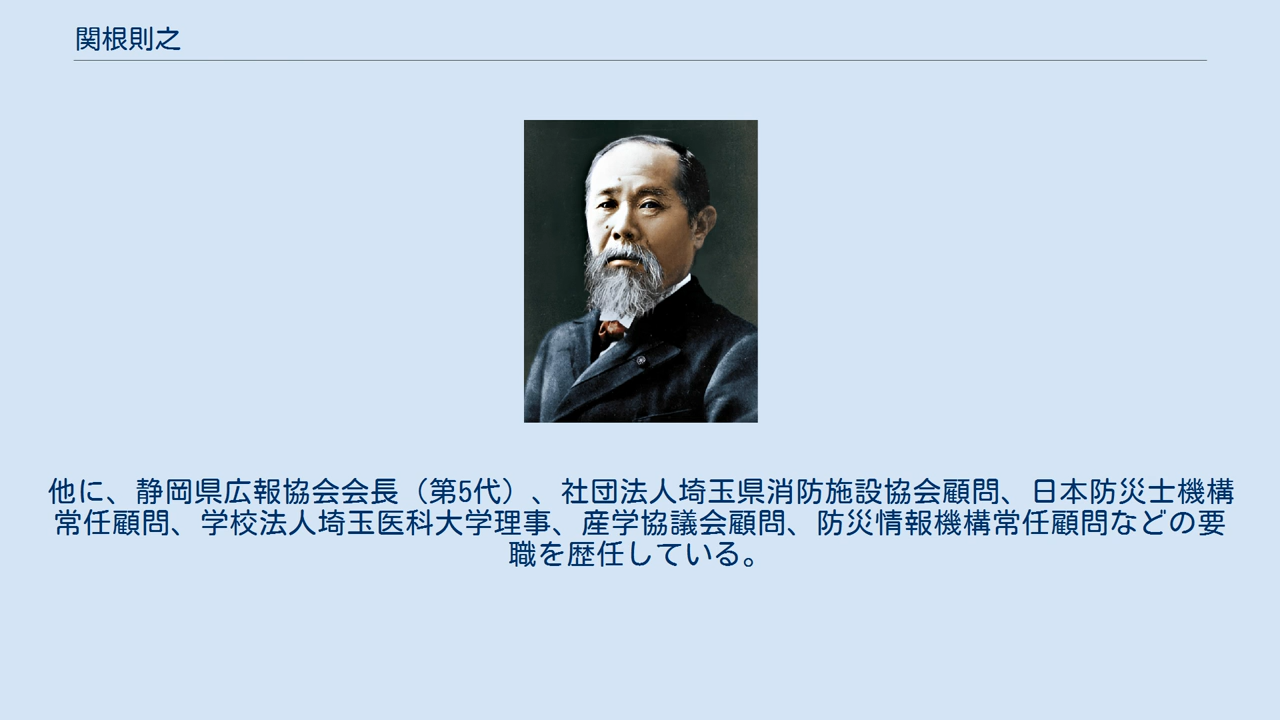 関根則之
他に、静岡県広報協会会長（第5代）、社団法人埼玉県消防施設協会顧問、日本防災士機構
常任顧問、学校法人埼玉医科大学理事、産学協議会顧問、防災情報機構常任顧問などの要
職を歴任している。